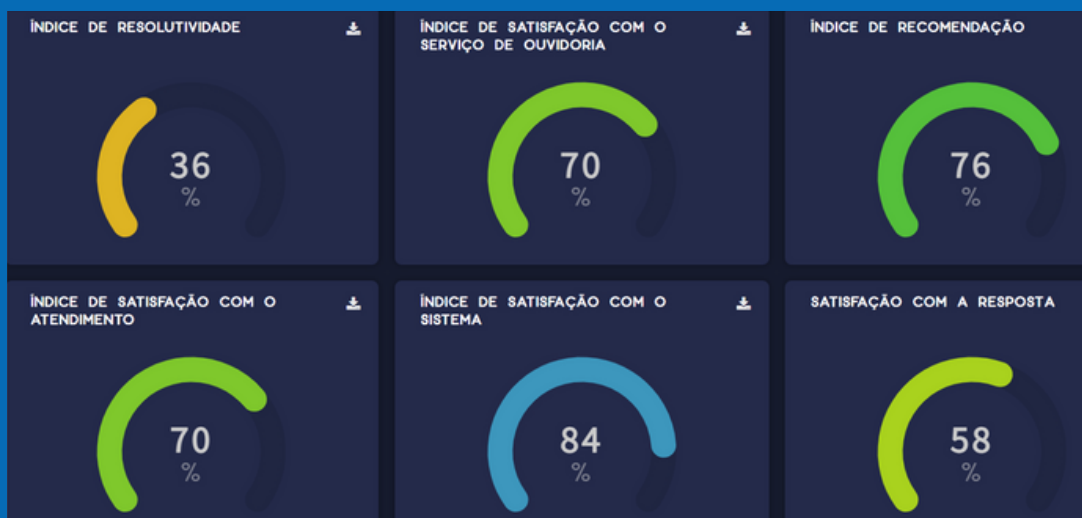 ÍNDICE DE RESOLUTIVIDADE
36
%
ÍNDICE DE SATISFAÇÃO COM O
SERVIÇO DE OUVIDORIA
70
%
ÍNDICE DE RECOMENDAÇÃO
76
%
ÍNDICE DE SATISFAÇÃO COM O
ATENDIMENTO
70
%
ÍNDICE DE SATISFAÇÃO COM O
SISTEMA
84
%
SATISFAÇÃO COM A RESPOSTA
58
%